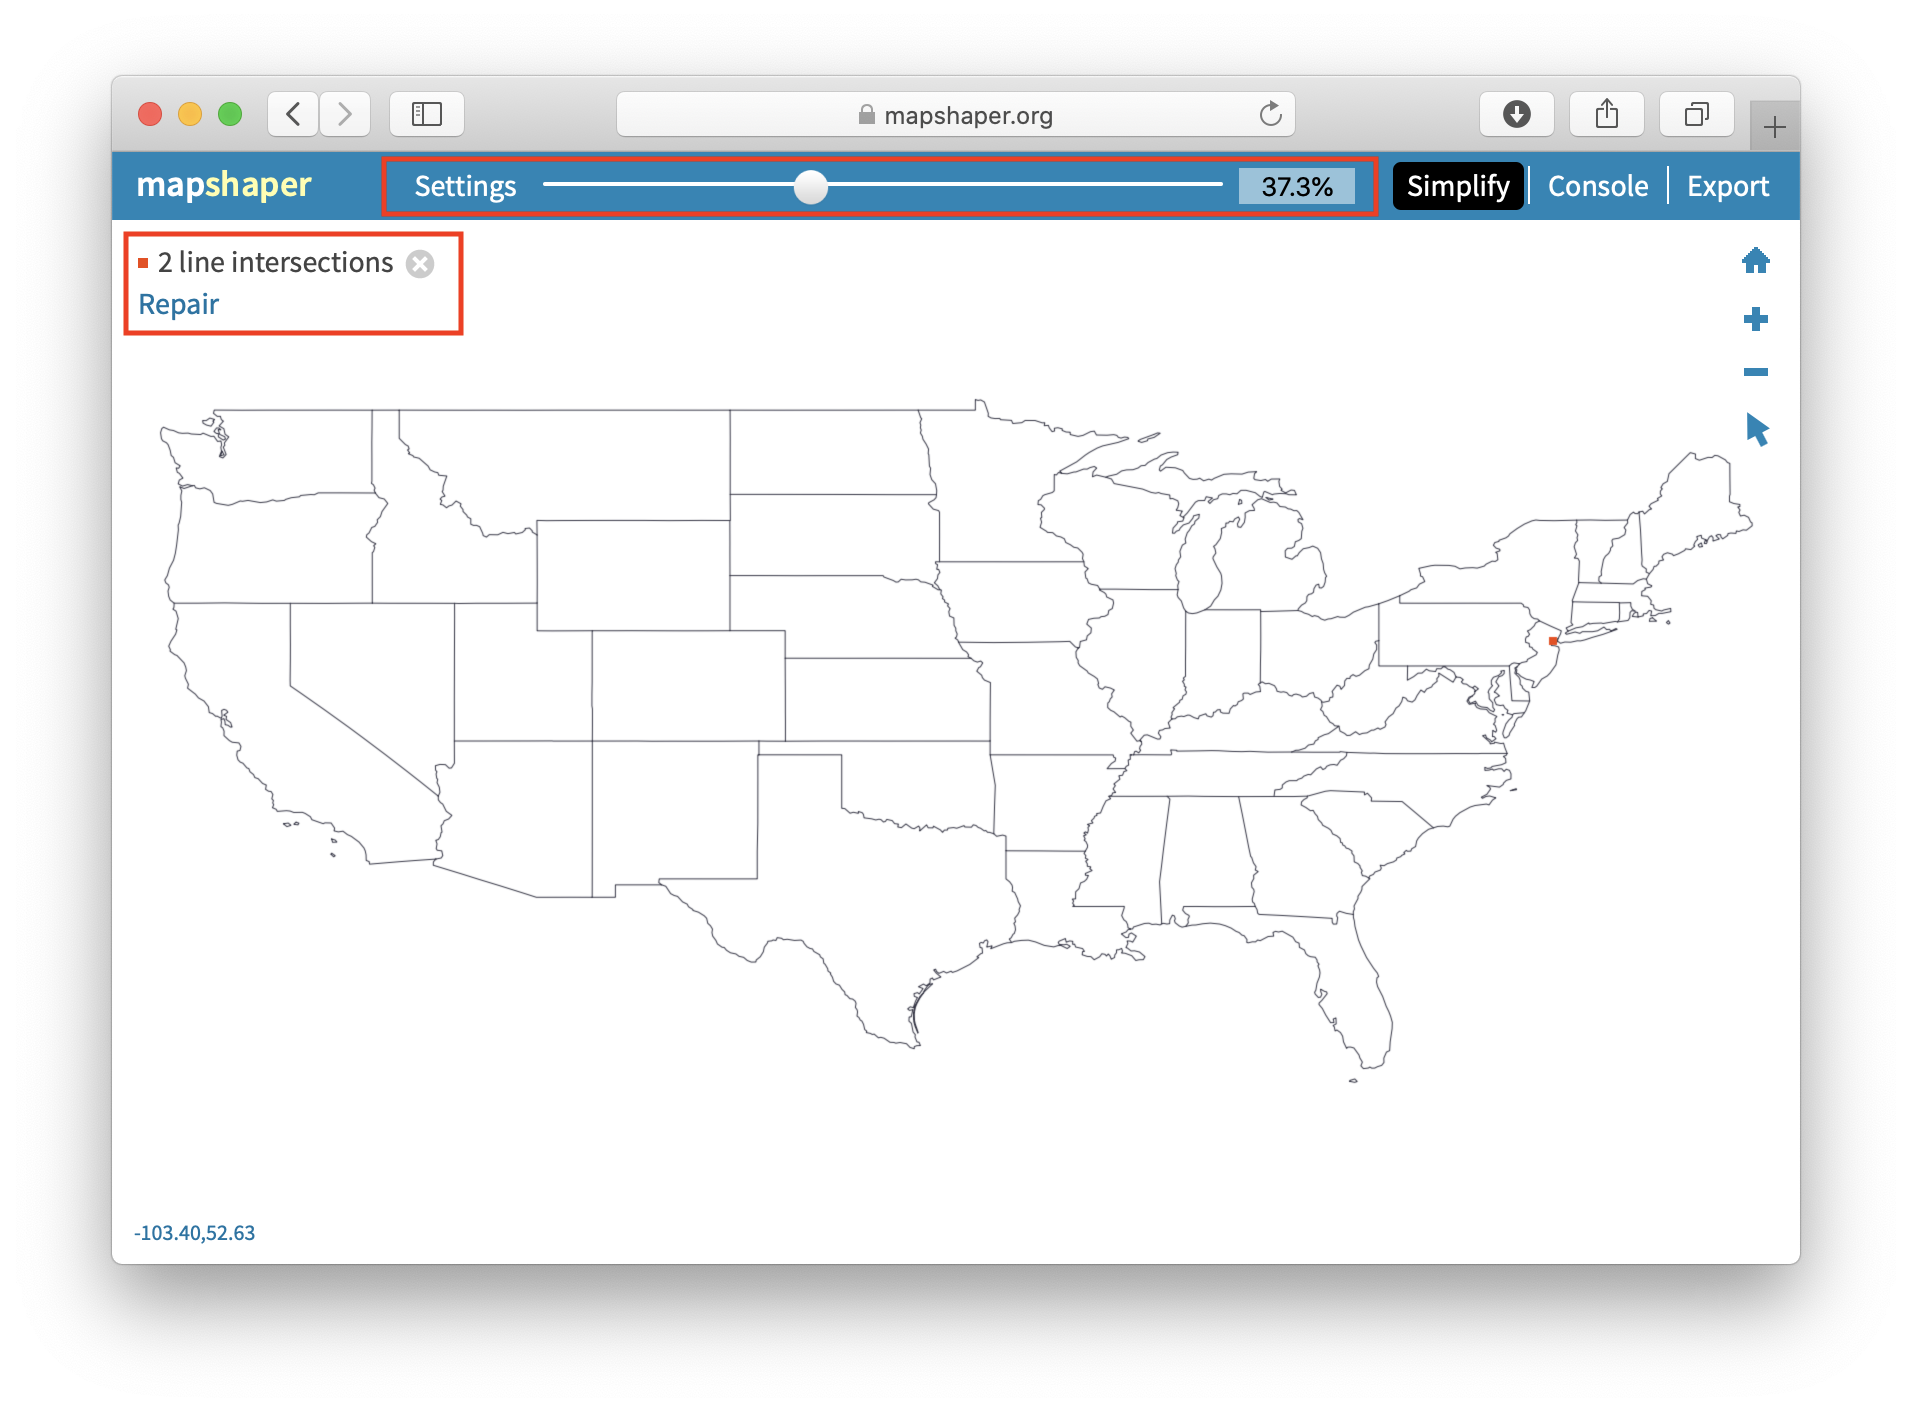 mapshaper.org
mapshaper Settings 37.3% Simplify Console Export
2 line intersections
Repair
-103.40,52.63